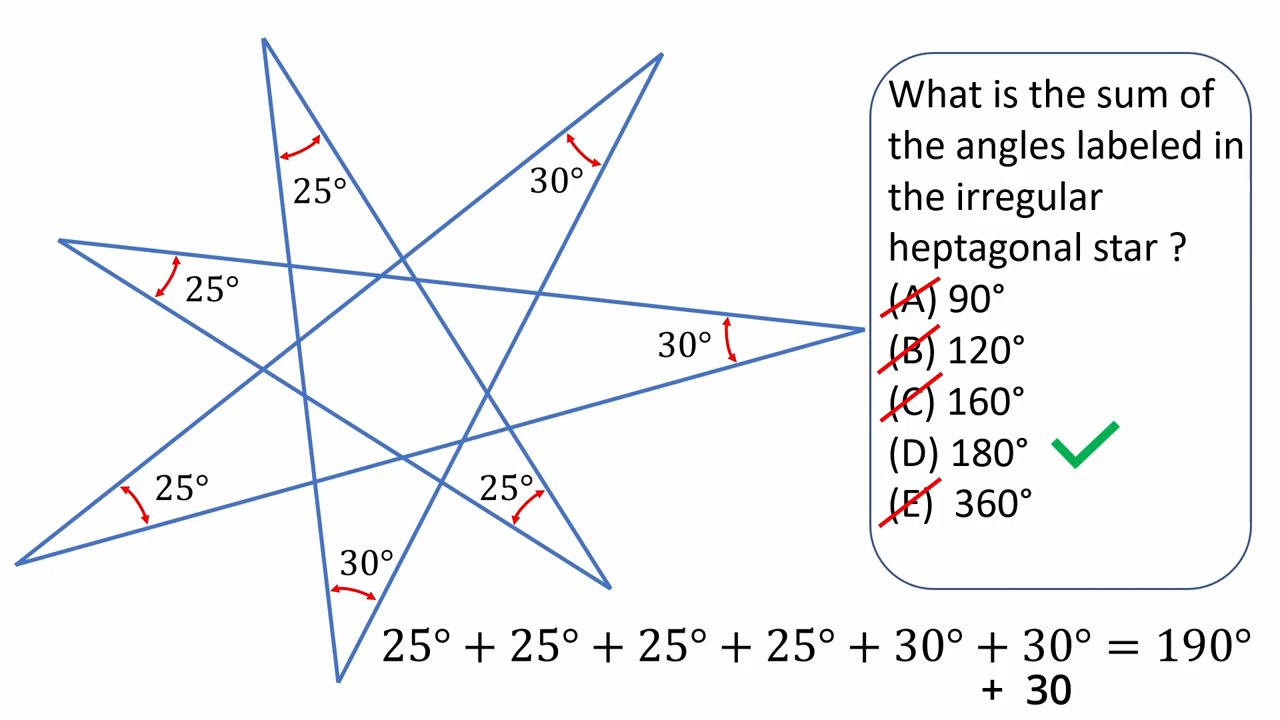 25°
30°
25°
30°
25°
25°
30°
What is the sum of
the angles labeled in
the irregular
heptagonal star ?
(A) 90°
(B) 120°
(C) 160°
(D) 180°
(E) 360°
25° + 25° + 25° + 25° + 30° + 30° = 190°
+ 30